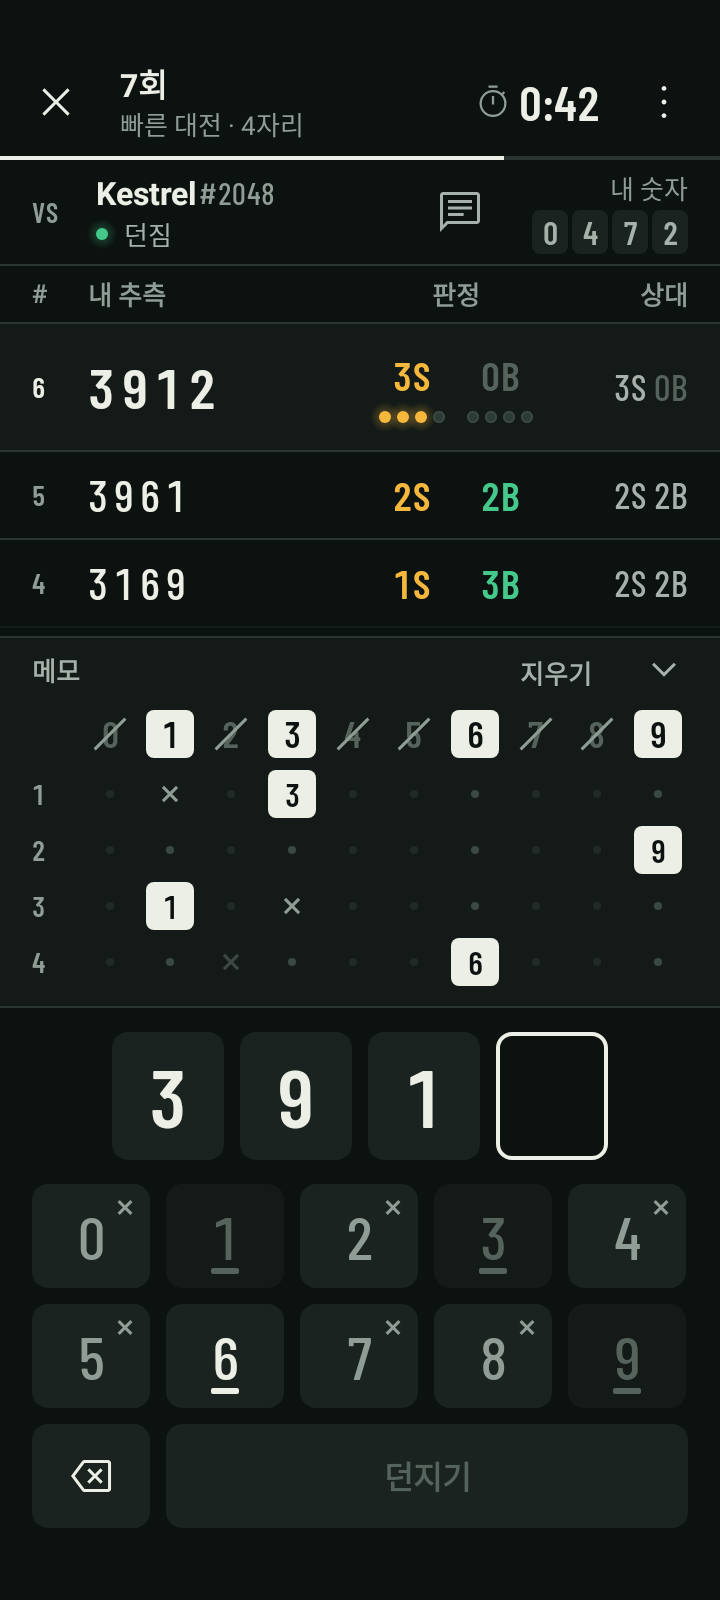 7회
빠른 대전 · 4자리
0:42
VS
Kestrel #2048
던짐
내 숫자
0 4 7 2
# 내 추측 판정 상대
6 3912 3S 0B 3S 0B
5 3961 2S 2B 2S 2B
4 3169 1S 3B 2S 2B
메모 지우기
0 1 2 3 4 5 6 7 8 9
1 × 3
2 9
3 1 ×
4 × 6
3 9 1
0 × 1 2 × 3 4 ×
5 × 6 7 × 8 × 9
던지기